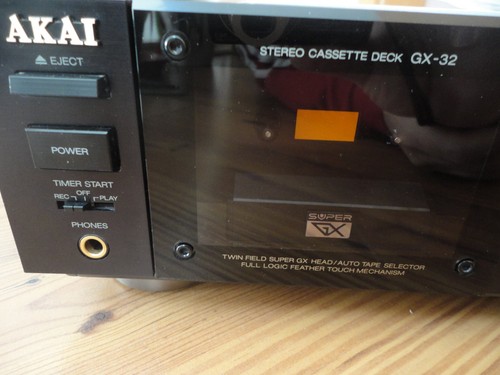 AKAI
EJECT
STEREO CASSETTE DECK GX-32
POWER
TIMER START
OFF
REC PLAY
PHONES
SUPER
GX
TWIN FIELD SUPER GX HEAD/AUTO TAPE SELECTOR
FULL LOGIC FEATHER TOUCH MECHANISM